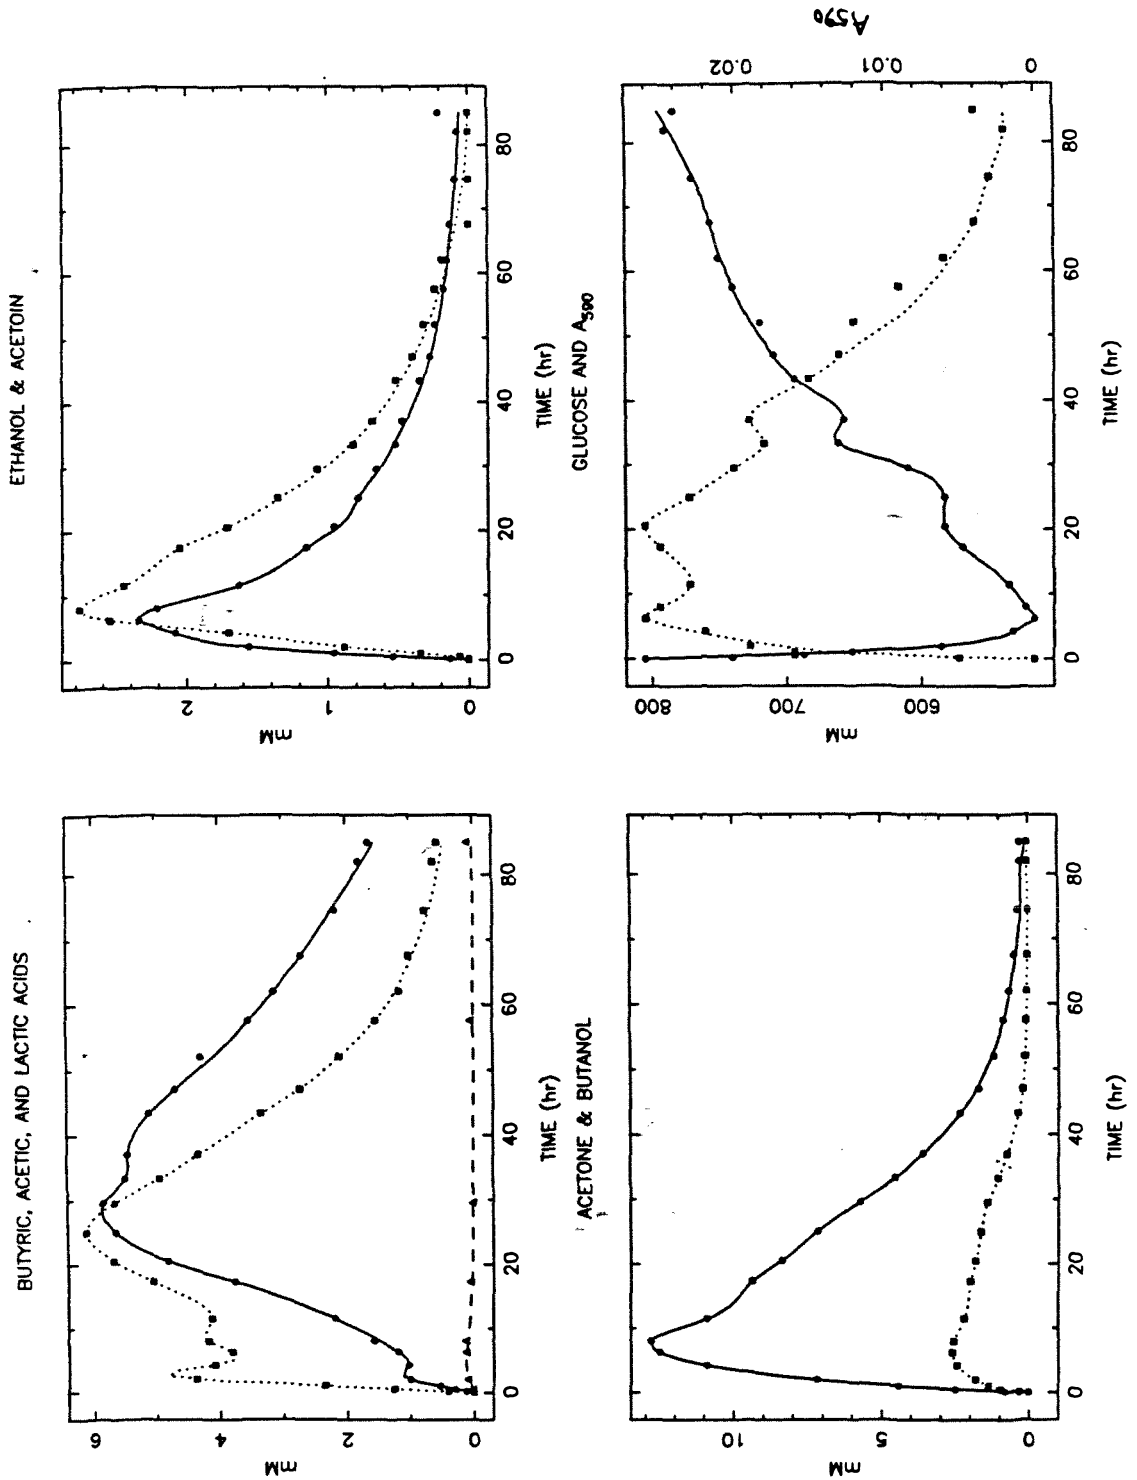 BUTYRIC, ACETIC, AND LACTIC ACIDS
mM
6
4
2
0
0
20
40
60
80
TIME (hr)
ETHANOL & ACETOIN
mM
2
1
0
0
20
40
60
80
TIME (hr)
ACETONE & BUTANOL
mM
10
5
0
0
20
40
60
80
TIME (hr)
GLUCOSE AND A590
mM
800
700
600
0
20
40
60
80
TIME (hr)
0.02
0.01
0
A590